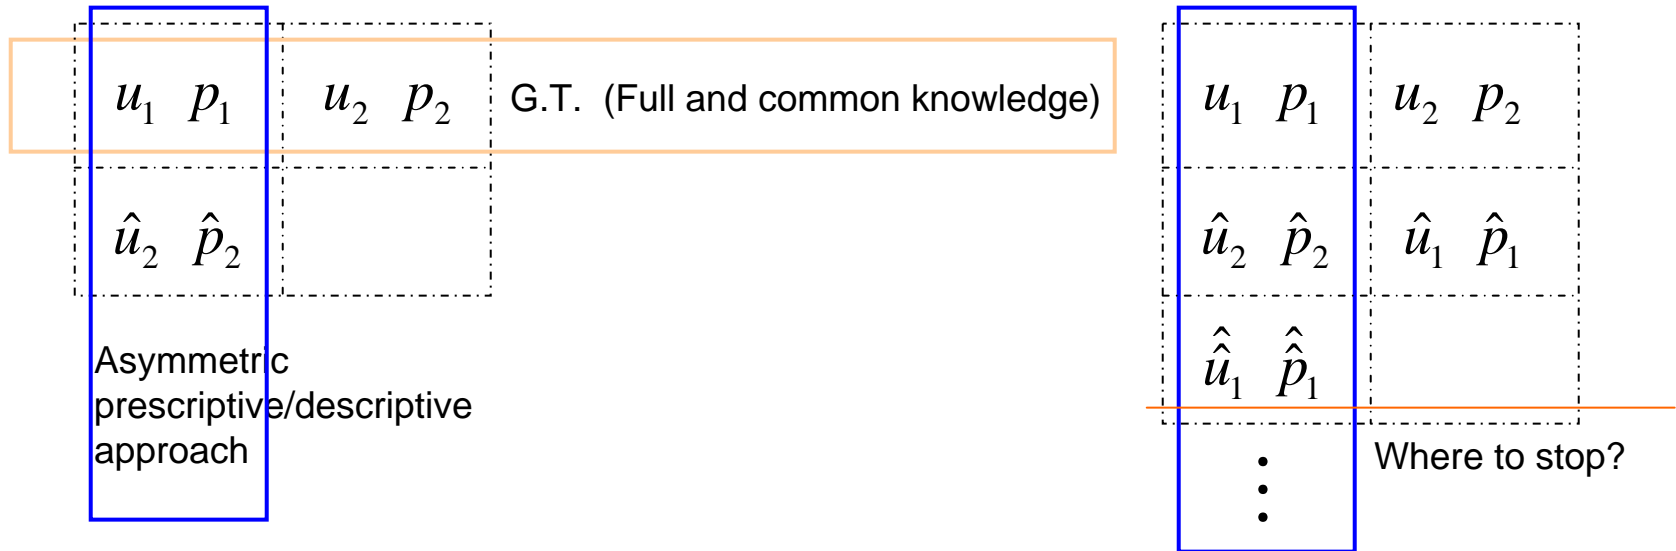 u₁ p₁ u₂ p₂ G.T. (Full and common knowledge)
û₂ p̂₂
Asymmetric
prescriptive/descriptive
approach
u₁ p₁ u₂ p₂
û₂ p̂₂ û₁ p̂₁
û̂₁ p̂̂₁
Where to stop?
⋮